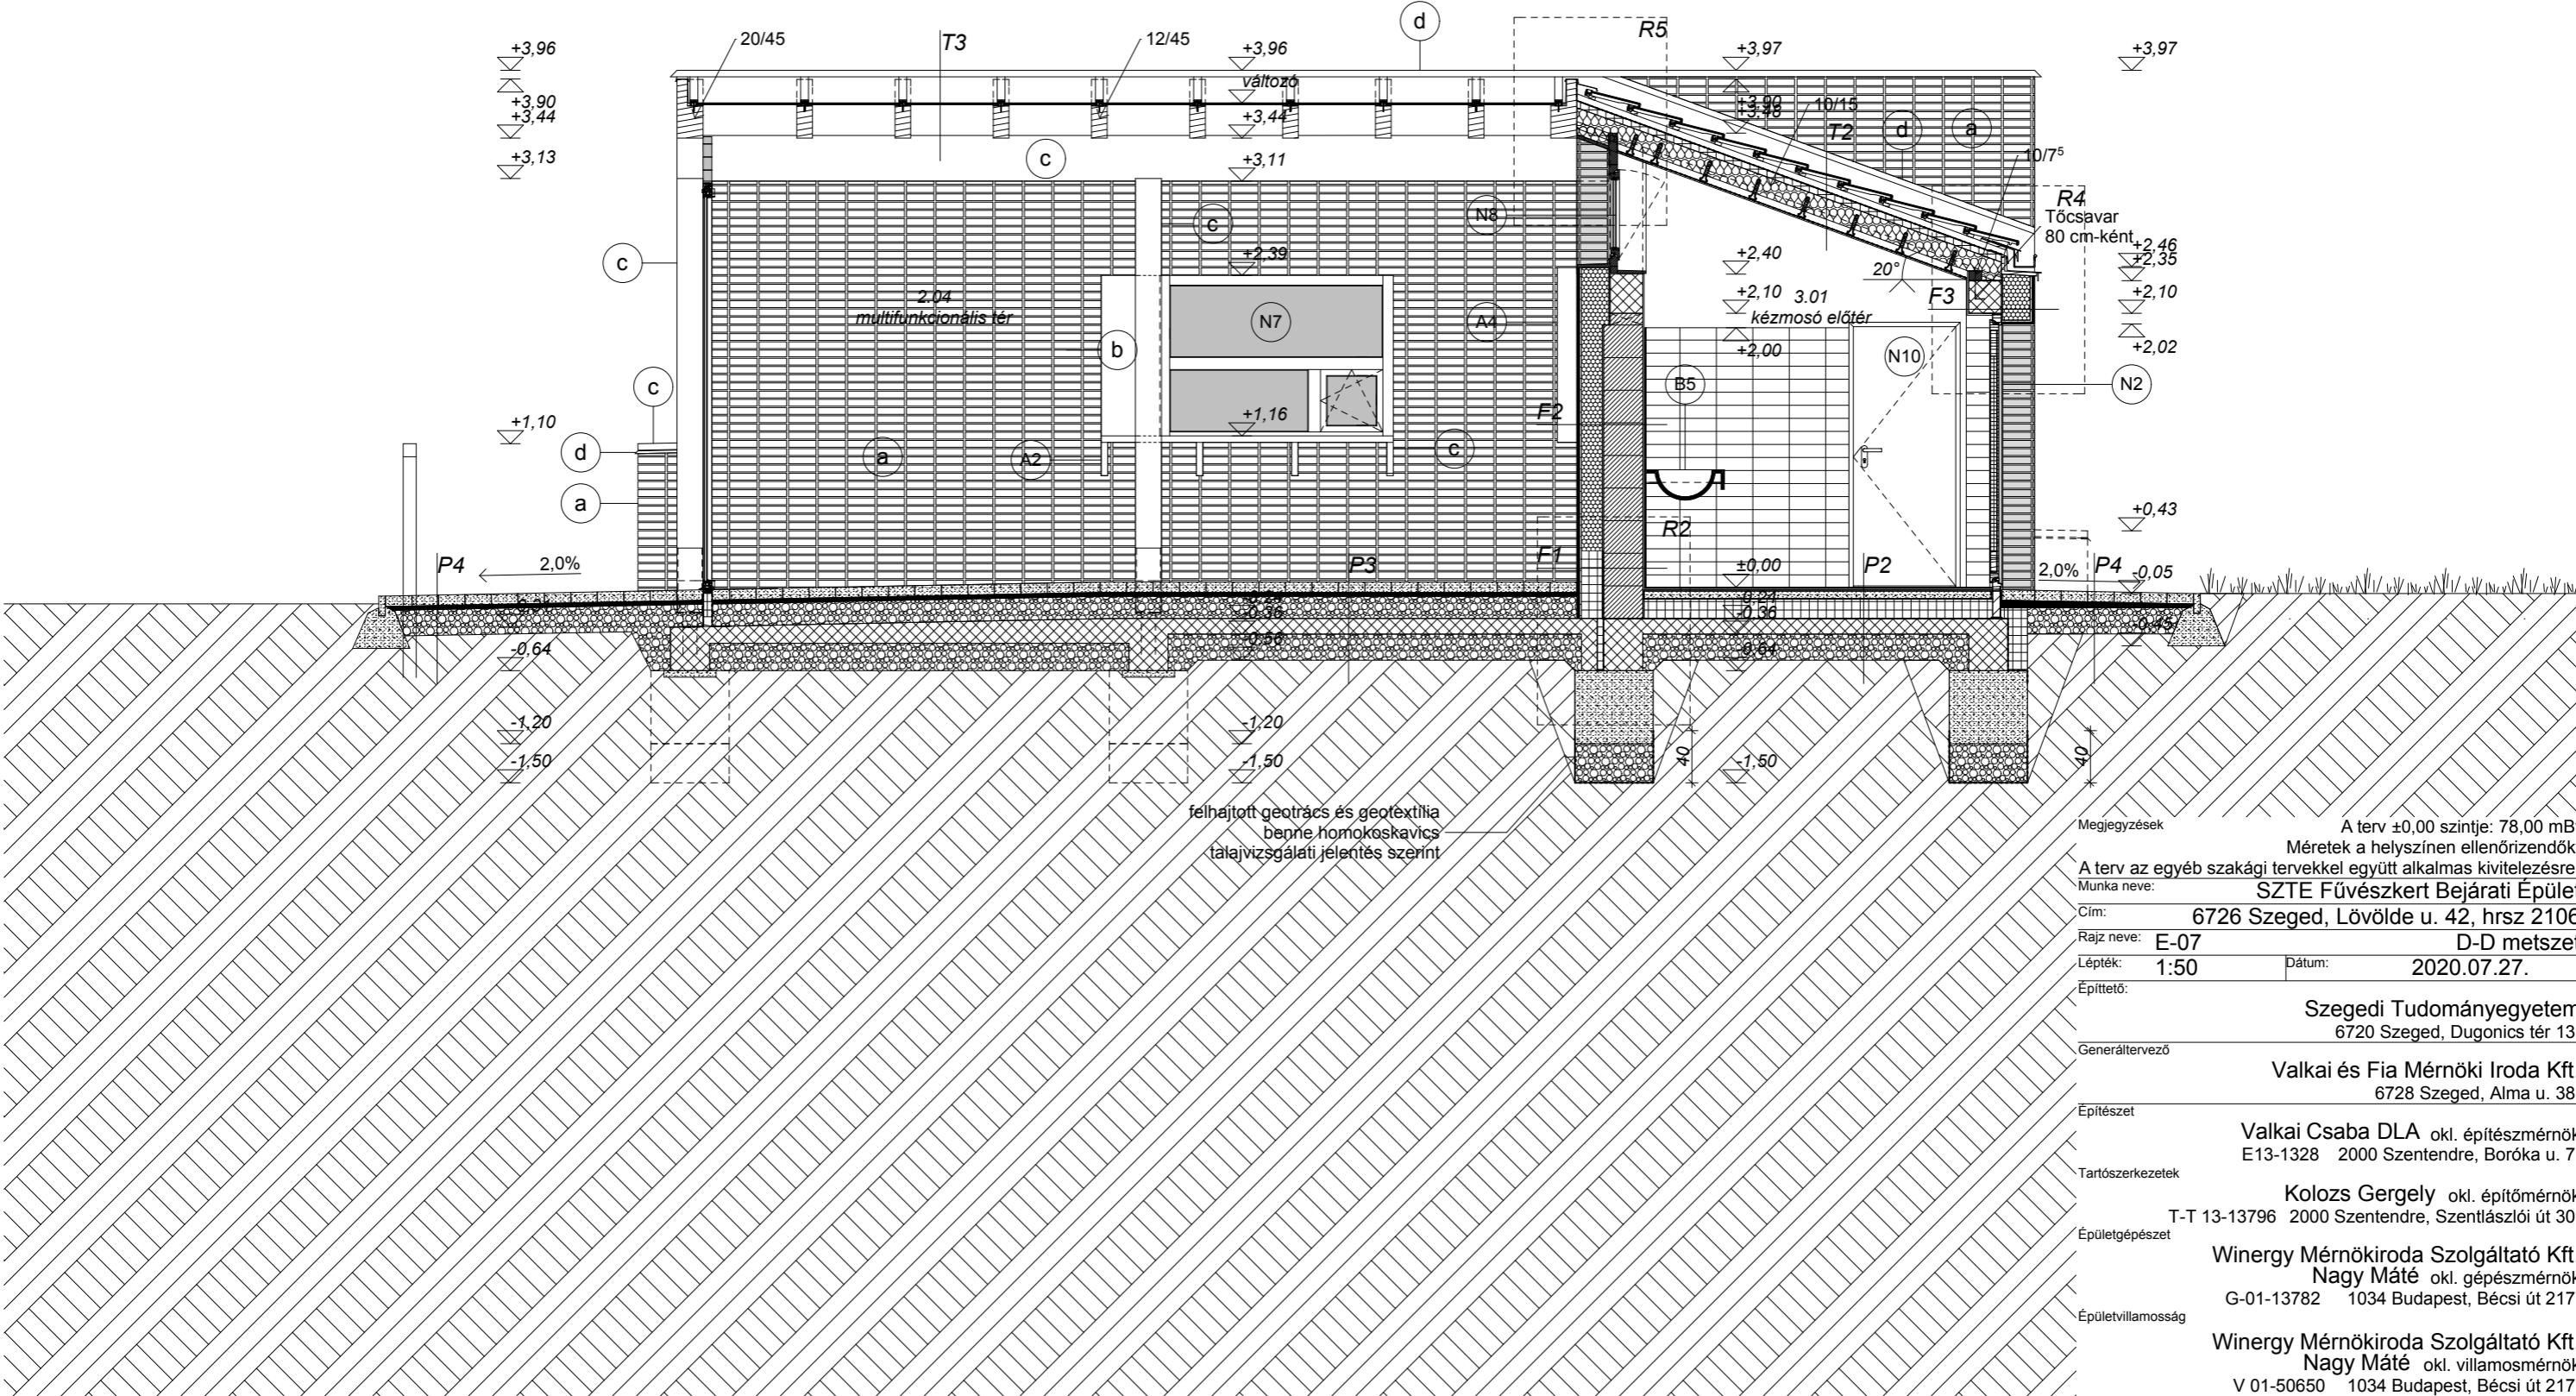 d
R5
+3,96
20/45
T3
12/45
+3,96
+3,97
+3,97
változó
+3,90
+3,44
+3,44
+3,90
+3,48
10/15
T2
d
a
+3,13
c
+3,11
10/7⁵
R4
Tőcsavar
80 cm-ként
N8
c
c
+2,39
+2,40
20°
+2,46
+2,35
2.04
multifunkcionális tér
+2,10
3.01
kézmosó előtér
F3
+2,10
b
N7
A4
+2,00
N10
+2,02
c
B5
N2
+1,10
+1,16
F2
d
a
A2
c
a
+0,43
R2
P4
2,0%
P3
F1
±0,00
P2
2,0%
P4
-0,05
-0,24
-0,36
-0,24
-0,36
-0,56
-0,45
-0,64
-0,64
-1,20
-1,20
-1,50
-1,50
40
-1,50
40
felhajtott geotrács és geotextília
benne homokoskavics
talajvizsgálati jelentés szerint
Megjegyzések
A terv ±0,00 szintje: 78,00 mB
Méretek a helyszínen ellenőrizendők
A terv az egyéb szakági tervekkel együtt alkalmas kivitelezésre
Munka neve: SZTE Fűvészkert Bejárati Épület
Cím: 6726 Szeged, Lövölde u. 42, hrsz 2106
Rajz neve: E-07 D-D metszet
Lépték: 1:50 Dátum: 2020.07.27.
Építtető:
Szegedi Tudományegyetem
6720 Szeged, Dugonics tér 13
Generáltervező
Valkai és Fia Mérnöki Iroda Kft
6728 Szeged, Alma u. 38
Építészet
Valkai Csaba DLA okl. építészmérnök
E13-1328 2000 Szentendre, Boróka u. 7
Tartószerkezetek
Kolozs Gergely okl. építőmérnök
T-T 13-13796 2000 Szentendre, Szentlászlói út 30
Épületgépészet
Winergy Mérnökiroda Szolgáltató Kft
Nagy Máté okl. gépészmérnök
G-01-13782 1034 Budapest, Bécsi út 217
Épületvillamosság
Winergy Mérnökiroda Szolgáltató Kft
Nagy Máté okl. villamosmérnök
V 01-50650 1034 Budapest, Bécsi út 217